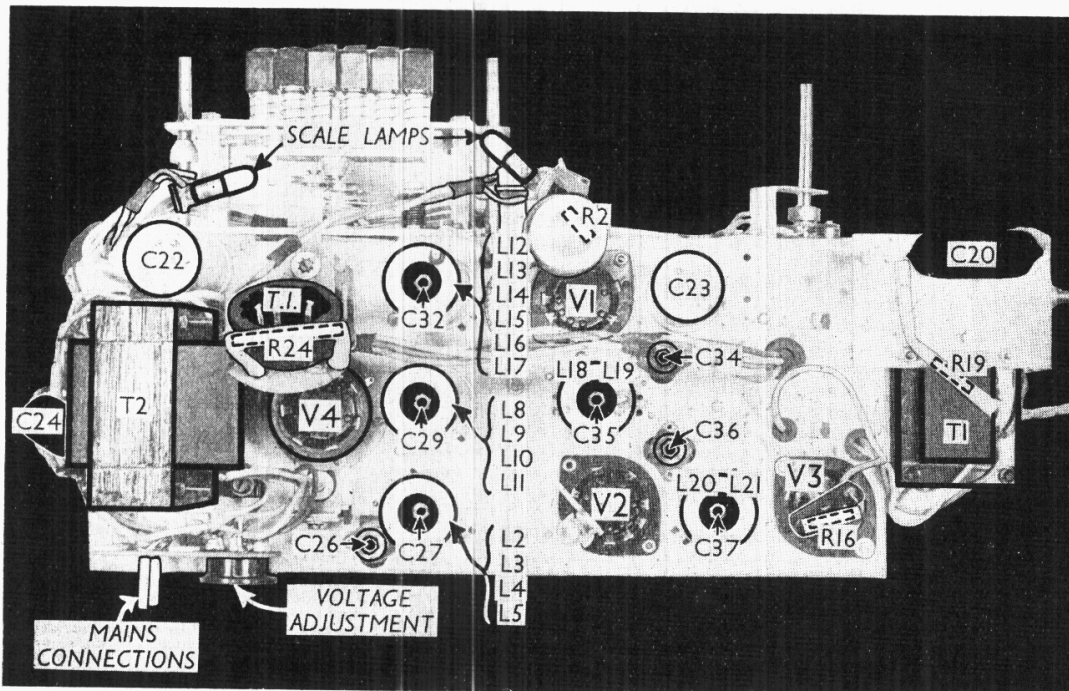 SCALE LAMPS
R2
L12
L13
L14
L15
L16
L17
C22
T.I.
C32
V1
C23
C20
R24
C34
R19
L18 - L19
T2
C24
V4
C29
L8
L9
L10
L11
C35
C36
T1
V3
L20 - L21
V2
C26
C27
L2
L3
L4
L5
C37
R16
MAINS
CONNECTIONS
VOLTAGE
ADJUSTMENT